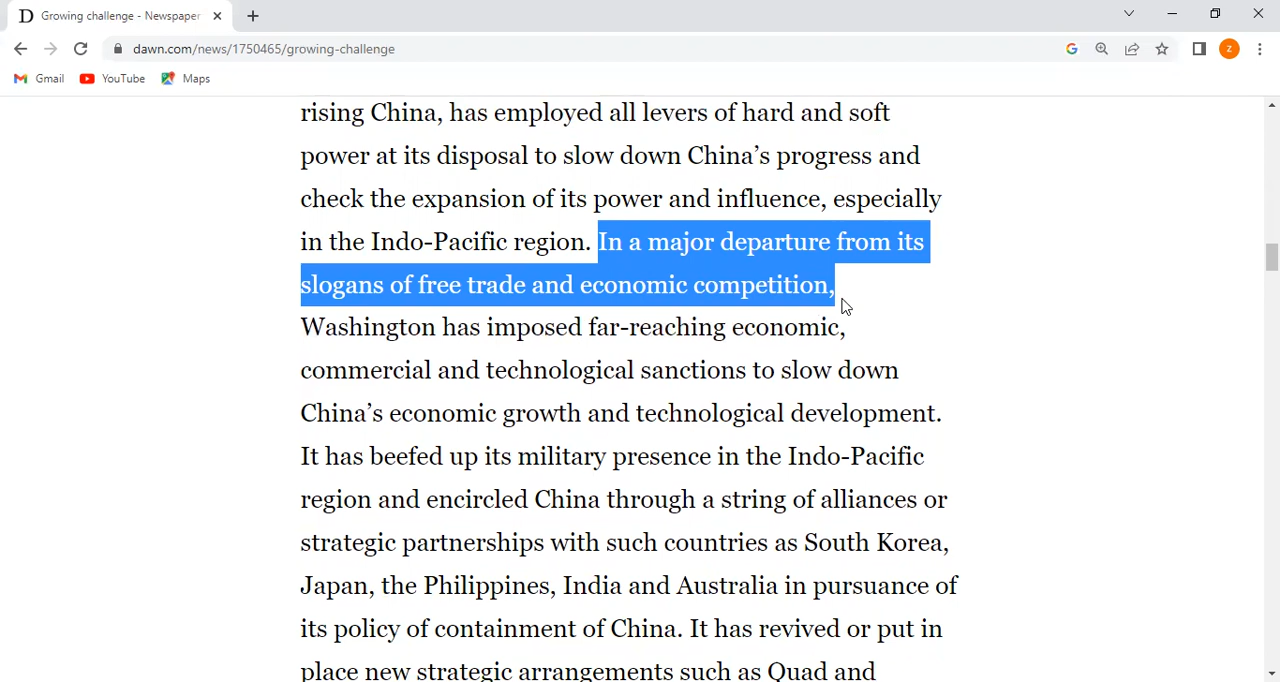 D Growing challenge - Newspaper
dawn.com/news/1750465/growing-challenge
G
z
Gmail YouTube Maps
rising China, has employed all levers of hard and soft
power at its disposal to slow down China’s progress and
check the expansion of its power and influence, especially
in the Indo-Pacific region. In a major departure from its
slogans of free trade and economic competition,
Washington has imposed far-reaching economic,
commercial and technological sanctions to slow down
China’s economic growth and technological development.
It has beefed up its military presence in the Indo-Pacific
region and encircled China through a string of alliances or
strategic partnerships with such countries as South Korea,
Japan, the Philippines, India and Australia in pursuance of
its policy of containment of China. It has revived or put in
place new strategic arrangements such as Quad and